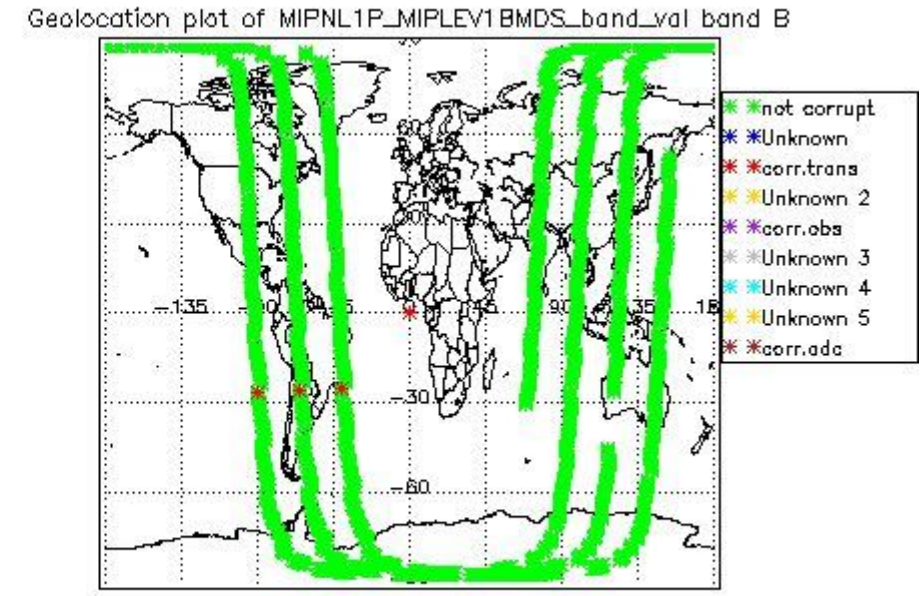 Geolocation plot of MIPNL1P_MIPLEV1BMDS_band_val band B
not corrupt
Unknown
corr.trans
Unknown 2
corr.obs
Unknown 3
Unknown 4
Unknown 5
corr.adc
60
-135
90
-30
-60